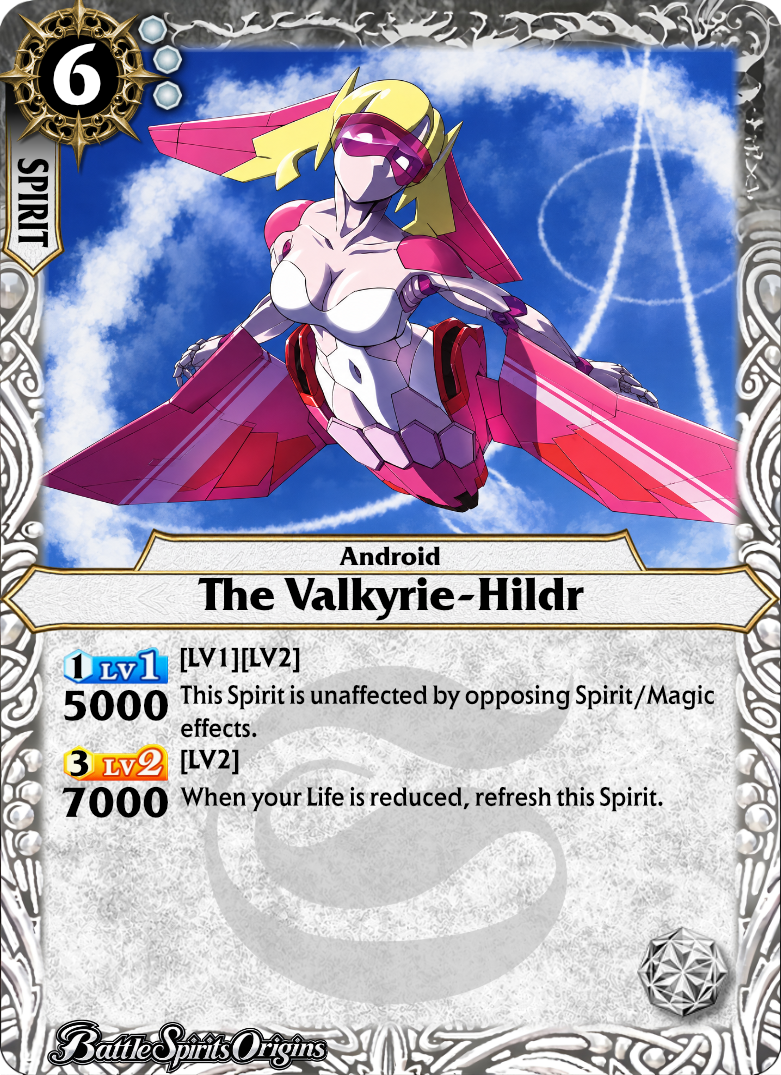 6
SPIRIT
Android
The Valkyrie-Hildr
1 LV1
5000
[LV1][LV2]
This Spirit is unaffected by opposing Spirit/Magic
effects.
3 LV2
7000
[LV2]
When your Life is reduced, refresh this Spirit.
Battle Spirits Origins